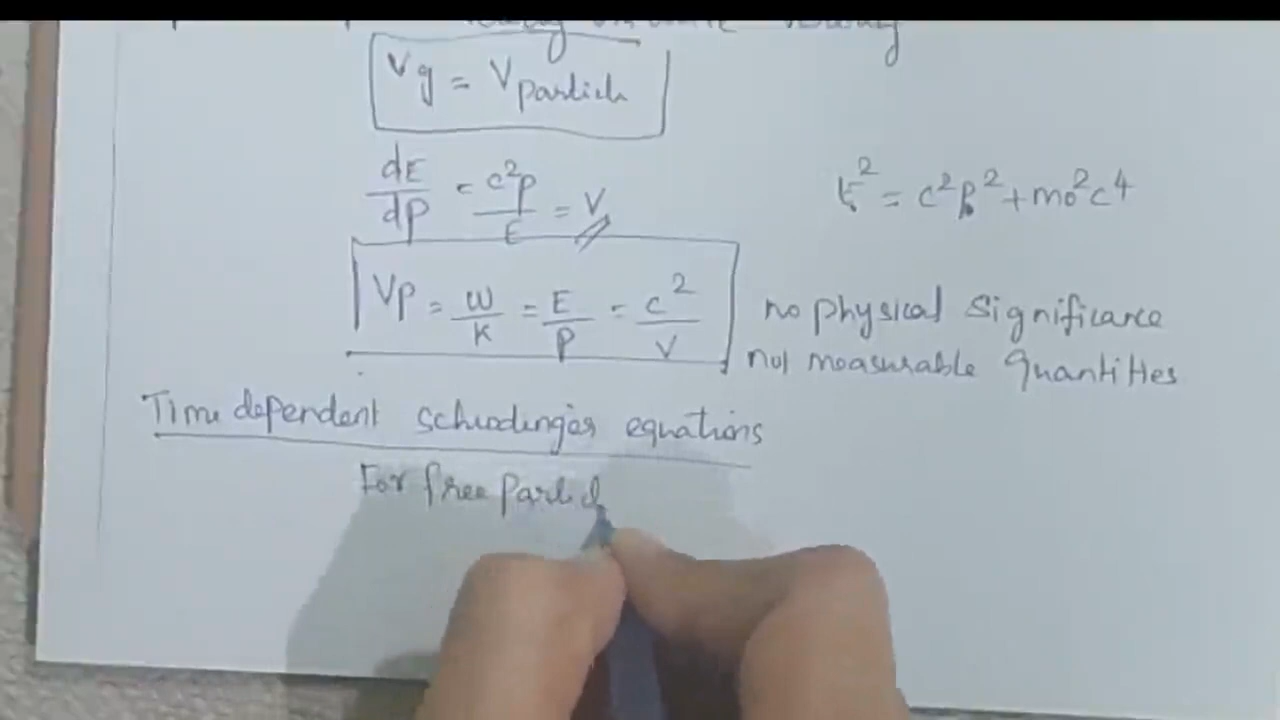 Vg = Vparticle
dE/dp = c²p/E = V
E² = c²p² + m₀²c⁴
Vp = ω/k = E/p = c²/V
no physical significance
not measurable quantities
Time dependent schrodinger equations
For free particl